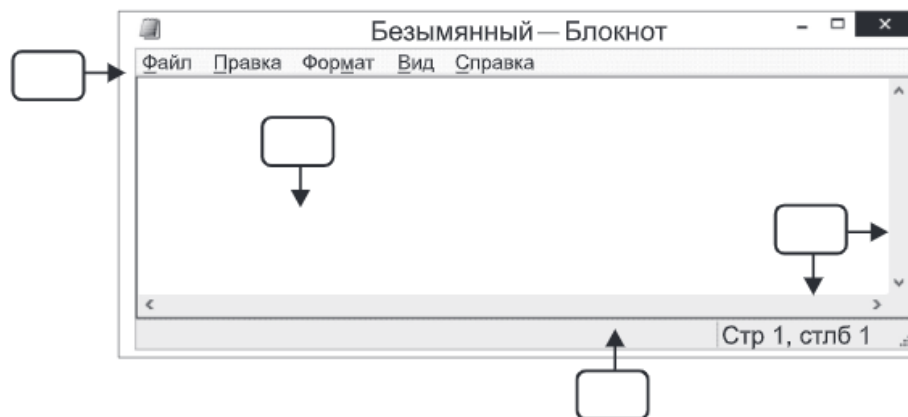 Безымянный — Блокнот
Файл Правка Формат Вид Справка
Стр 1, стлб 1